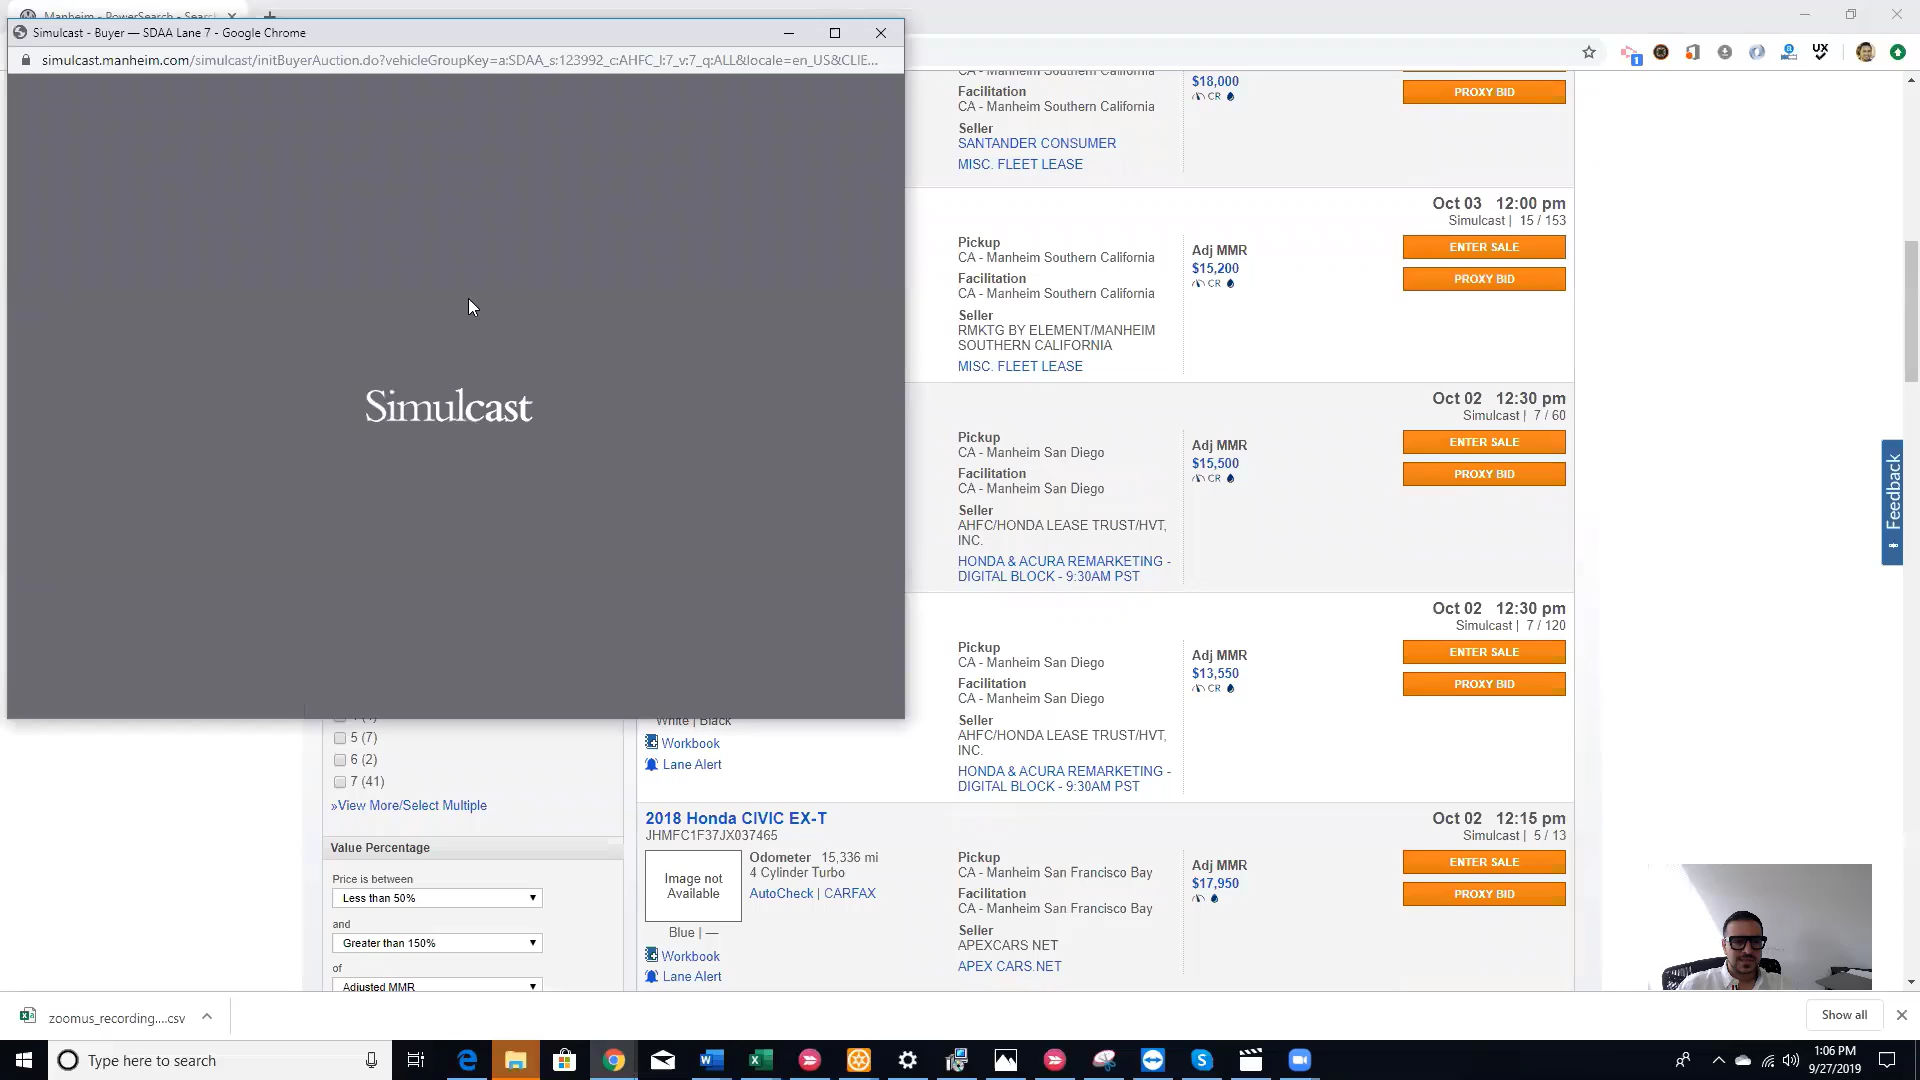 Manheim - PowerSearch - Searc
Simulcast - Buyer — SDAA Lane 7 - Google Chrome
simulcast.manheim.com/simulcast/initBuyerAuction.do?vehicleGroupKey=a:SDAA_s:123992_c:AHFC_l:7_v:7_q:ALL&locale=en_US&CLIE...
1
UX
Simulcast
CA - Manheim Southern California
$18,000
Facilitation
CR
PROXY BID
CA - Manheim Southern California
Seller
SANTANDER CONSUMER
MISC. FLEET LEASE
Oct 03 12:00 pm
Simulcast | 15 / 153
Pickup
Adj MMR
ENTER SALE
CA - Manheim Southern California
$15,200
Facilitation
CR
PROXY BID
CA - Manheim Southern California
Seller
RMKTG BY ELEMENT/MANHEIM
SOUTHERN CALIFORNIA
MISC. FLEET LEASE
Oct 02 12:30 pm
Simulcast | 7 / 60
Pickup
Adj MMR
ENTER SALE
CA - Manheim San Diego
$15,500
Facilitation
CR
PROXY BID
CA - Manheim San Diego
Seller
AHFC/HONDA LEASE TRUST/HVT,
INC.
HONDA & ACURA REMARKETING -
DIGITAL BLOCK - 9:30AM PST
Feedback
Oct 02 12:30 pm
Simulcast | 7 / 120
Pickup
Adj MMR
ENTER SALE
CA - Manheim San Diego
$13,550
Facilitation
CR
PROXY BID
CA - Manheim San Diego
Seller
AHFC/HONDA LEASE TRUST/HVT,
INC.
HONDA & ACURA REMARKETING -
DIGITAL BLOCK - 9:30AM PST
White | Black
Workbook
Lane Alert
5 (7)
6 (2)
7 (41)
»View More/Select Multiple
Value Percentage
Price is between
Less than 50%
and
Greater than 150%
of
Adjusted MMR
2018 Honda CIVIC EX-T
JHMFC1F37JX037465
Oct 02 12:15 pm
Simulcast | 5 / 13
Image not
Available
Odometer 15,336 mi
4 Cylinder Turbo
AutoCheck | CARFAX
Blue | —
Workbook
Lane Alert
Pickup
CA - Manheim San Francisco Bay
Facilitation
CA - Manheim San Francisco Bay
Seller
APEXCARS NET
APEX CARS.NET
Adj MMR
$17,950
ENTER SALE
PROXY BID
zoomus_recording....csv
Show all
Type here to search
1:06 PM
9/27/2019